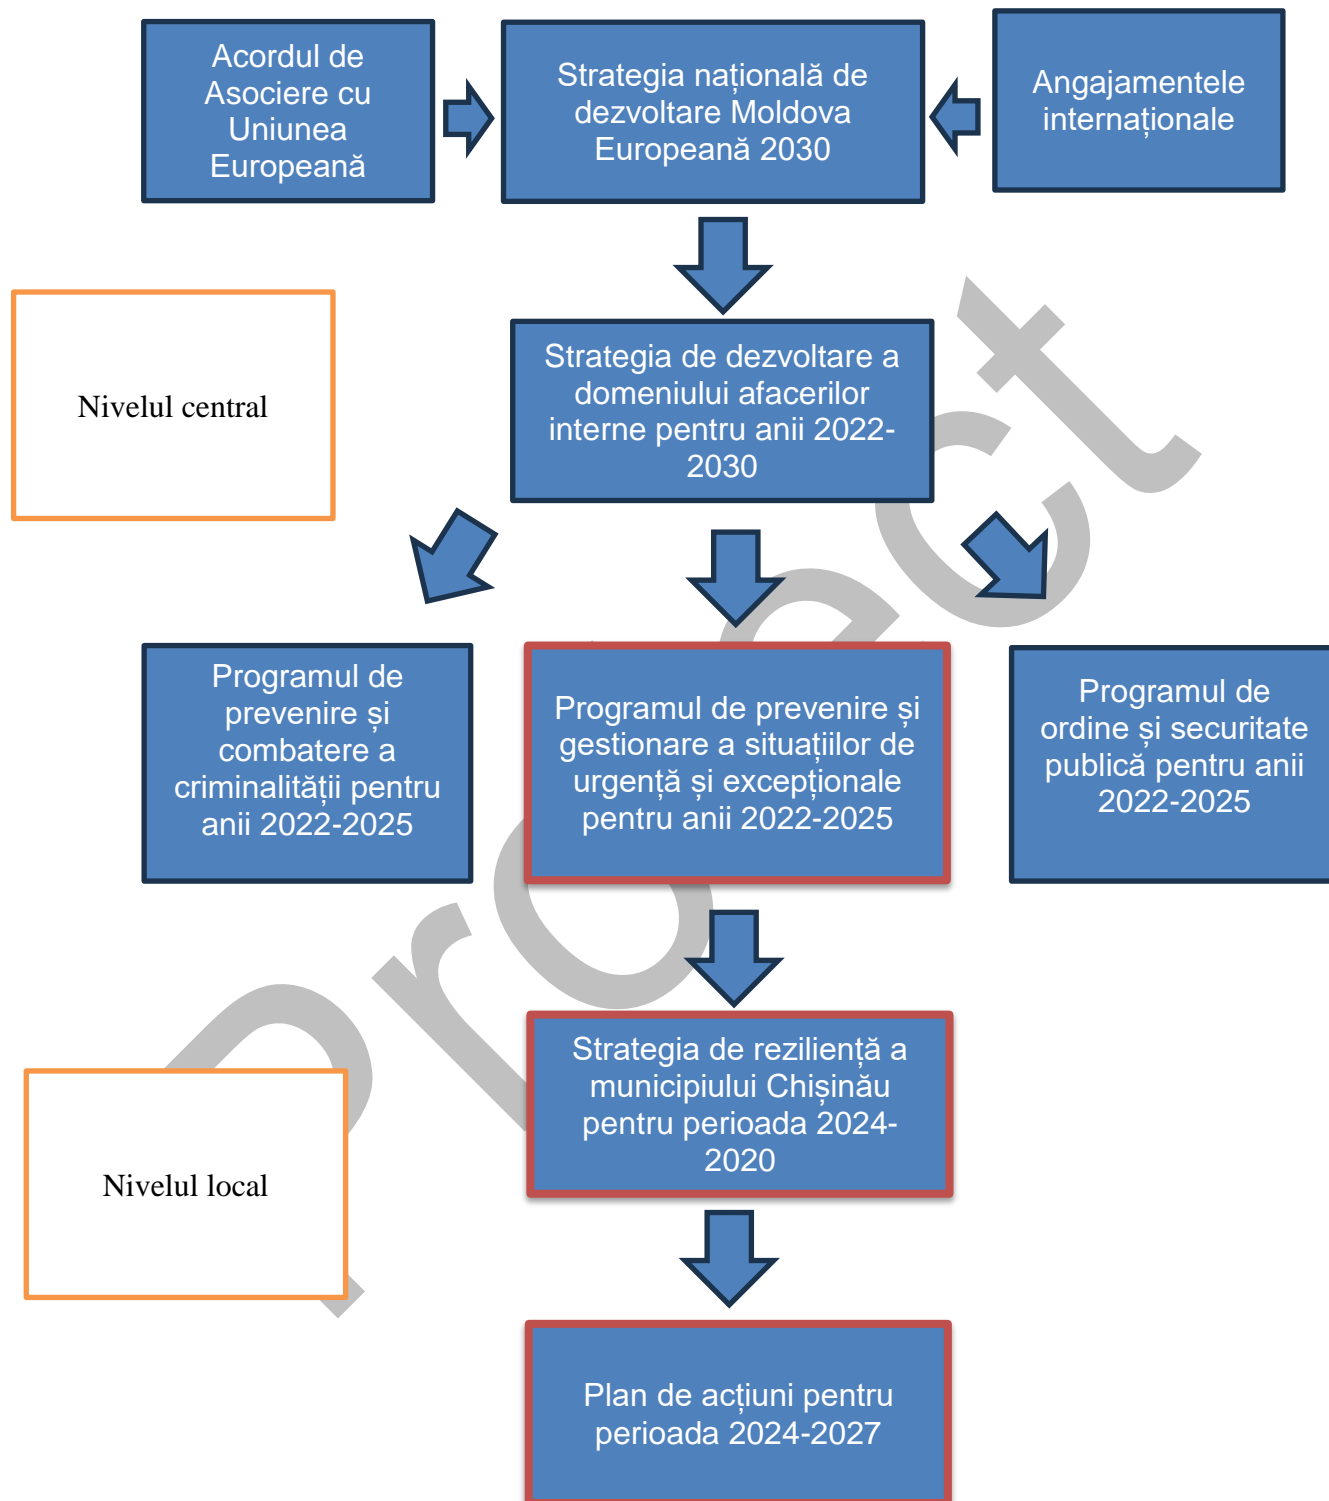 Acordul de
Asociere cu
Uniunea
Europeană
Strategia națională de
dezvoltare Moldova
Europeană 2030
Angajamentele
internaționale
Nivelul central
Strategia de dezvoltare a
domeniului afacerilor
interne pentru anii 2022-
2030
Programul de
prevenire și
combatere a
criminalității pentru
anii 2022-2025
Programul de prevenire și
gestionare a situațiilor de
urgență și excepționale
pentru anii 2022-2025
Programul de
ordine și securitate
publică pentru anii
2022-2025
Strategia de reziliență a
municipiului Chișinău
pentru perioada 2024-
2020
Nivelul local
Plan de acțiuni pentru
perioada 2024-2027
Proiect